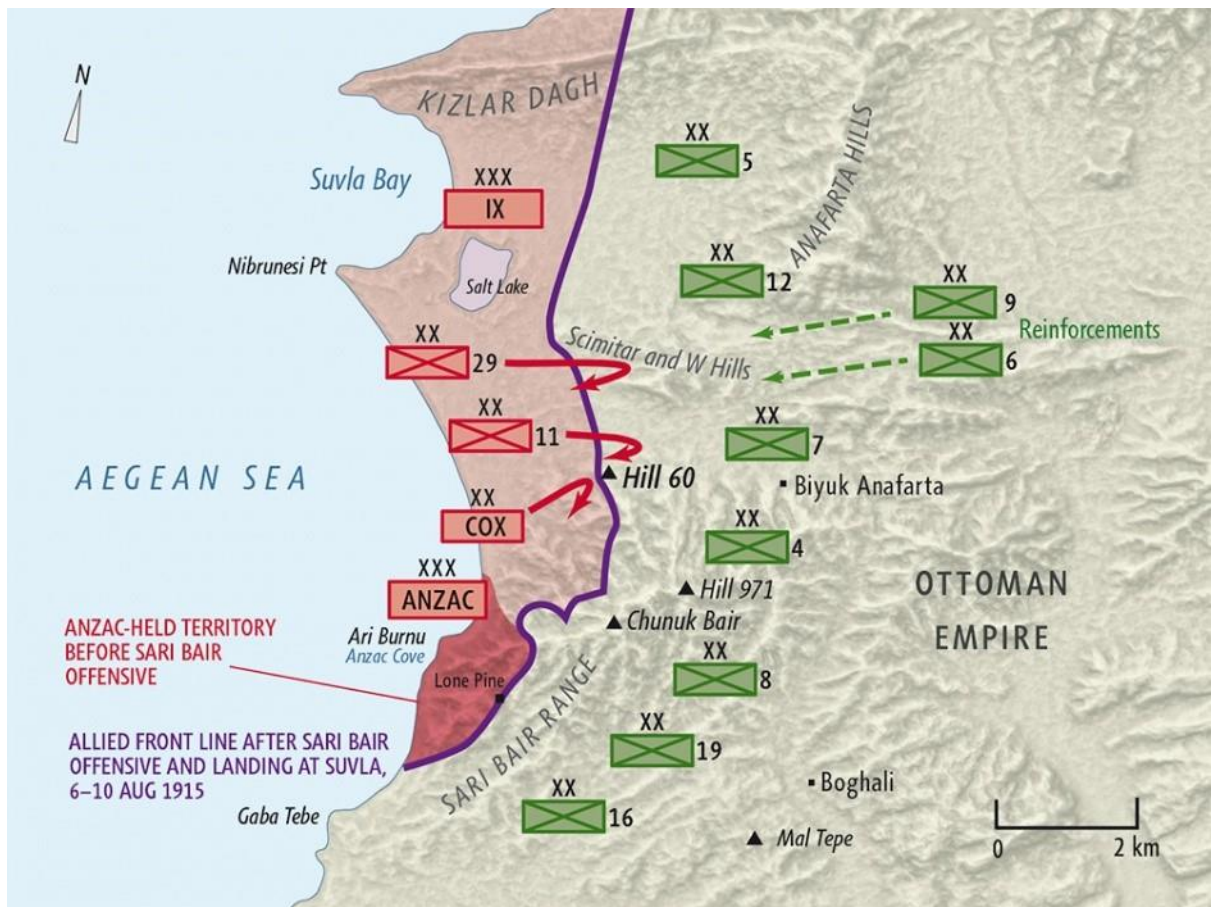 N
KIZLAR DAGH
XX
5
ANAFARTA HILLS
Suvla Bay
XXX
IX
Nibrunesi Pt
Salt Lake
XX
12
XX
9
Reinforcements
XX
6
XX
29
Scimitar and W Hills
XX
11
XX
7
AEGEAN SEA
Hill 60
Biyuk Anafarta
XX
COX
XX
4
XXX
ANZAC
Hill 971
OTTOMAN
EMPIRE
Chunuk Bair
ANZAC-HELD TERRITORY
BEFORE SARI BAIR
OFFENSIVE
Ari Burnu
Anzac Cove
Lone Pine
XX
8
SARI BAIR RANGE
XX
19
ALLIED FRONT LINE AFTER SARI BAIR
OFFENSIVE AND LANDING AT SUVLA,
6–10 AUG 1915
Boghali
Gaba Tebe
XX
16
Mal Tepe
0 2 km